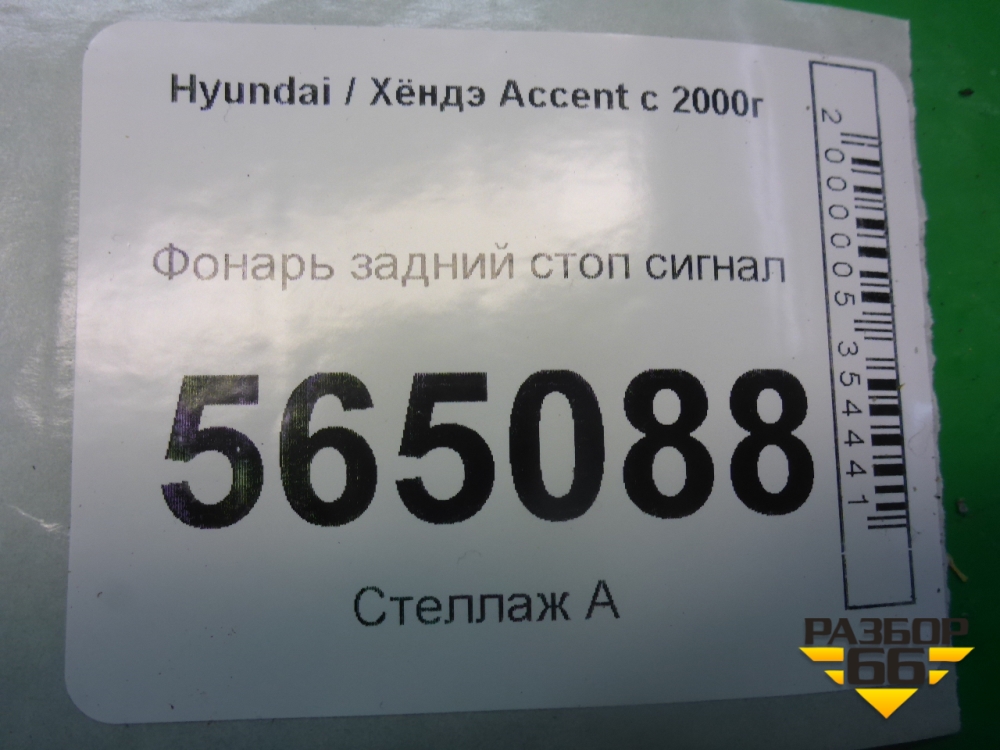 Hyundai / Хёндэ Accent с 2000г
Фонарь задний стоп сигнал
565088
Стеллаж А
2000005354441
РАЗБОР
66